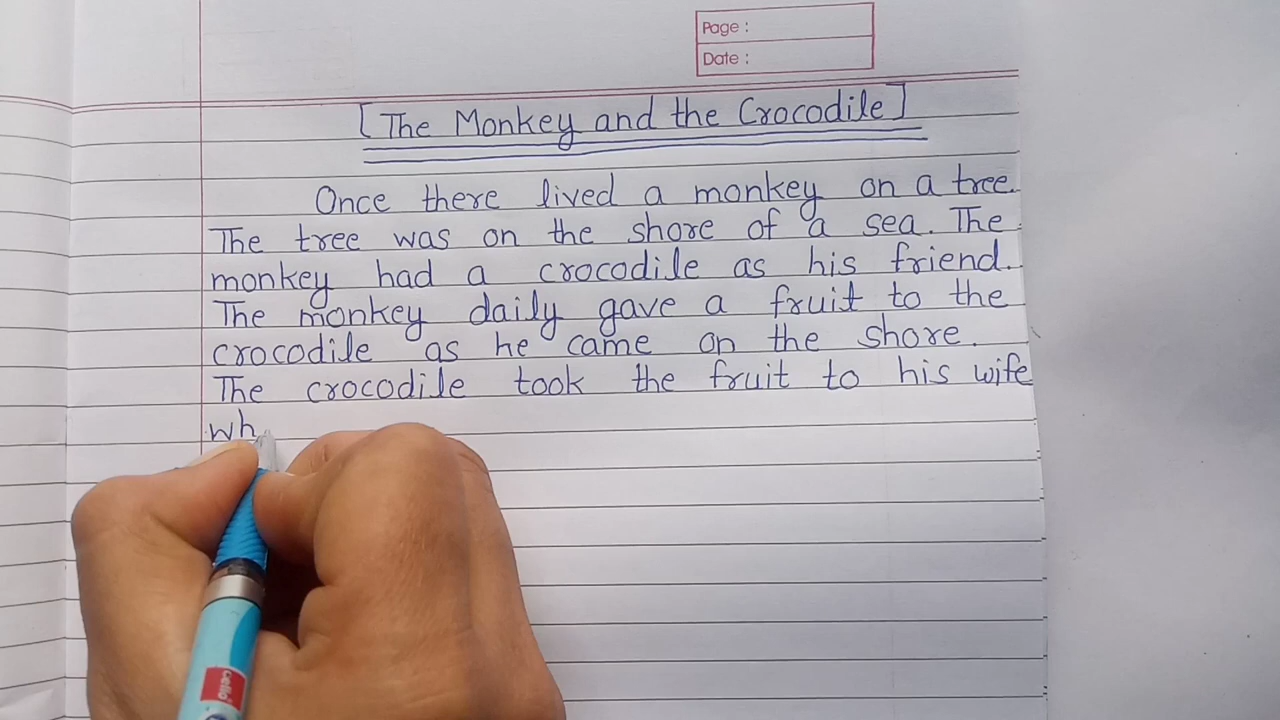 Page :
Date :
[The Monkey and the Crocodile]
Once there lived a monkey on a tree.
The tree was on the shore of a sea. The
monkey had a crocodile as his friend.
The monkey daily gave a fruit to the
crocodile as he came on the shore.
The crocodile took the fruit to his wife
wh
cello